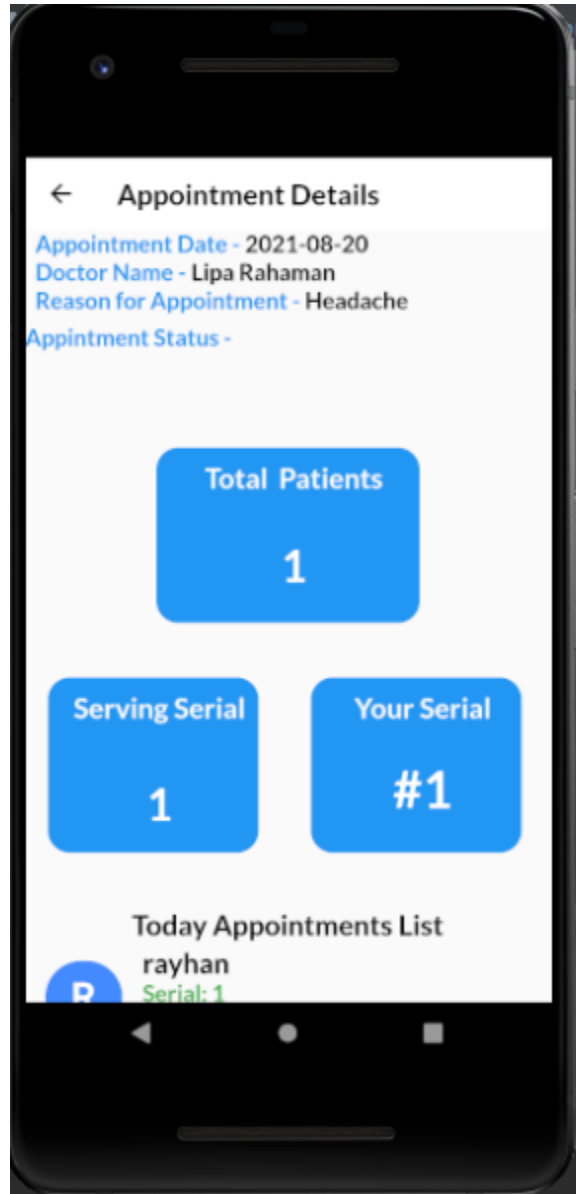 Appointment Details
Appointment Date - 2021-08-20
Doctor Name - Lipa Rahaman
Reason for Appointment - Headache
Appintment Status -
Total Patients
1
Serving Serial
1
Your Serial
#1
Today Appointments List
rayhan
R
Serial: 1